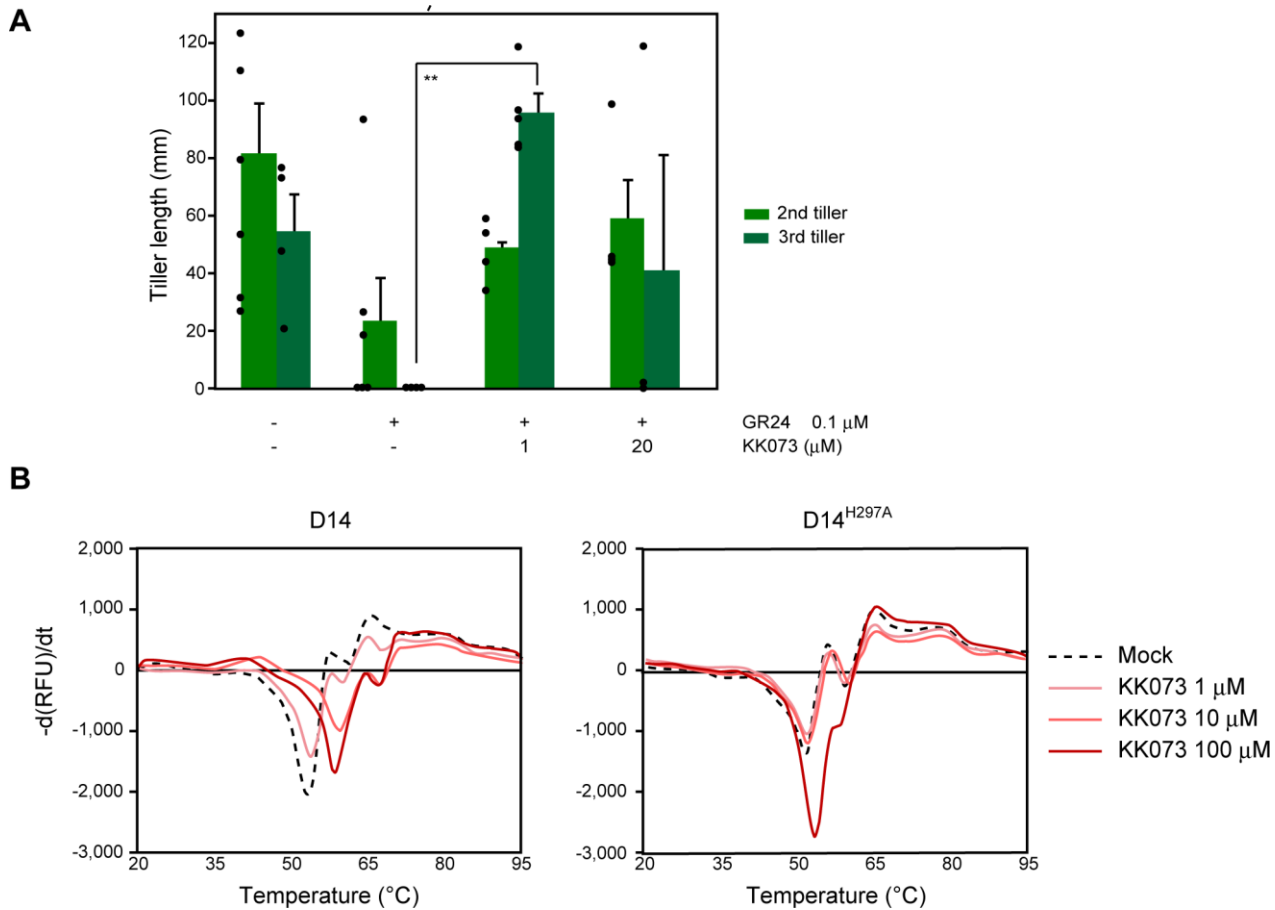 A
120
100
80
60
40
20
0
Tiller length (mm)
**
2nd tiller
3rd tiller
- + + + GR24 0.1 μM
- - 1 20 KK073 (μM)
B
D14
2,000
1,000
0
-1,000
-2,000
-3,000
-d(RFU)/dt
20 35 50 65 80 95
Temperature (°C)
D14H297A
2,000
1,000
0
-1,000
-2,000
-3,000
20 35 50 65 80 95
Temperature (°C)
Mock
KK073 1 μM
KK073 10 μM
KK073 100 μM